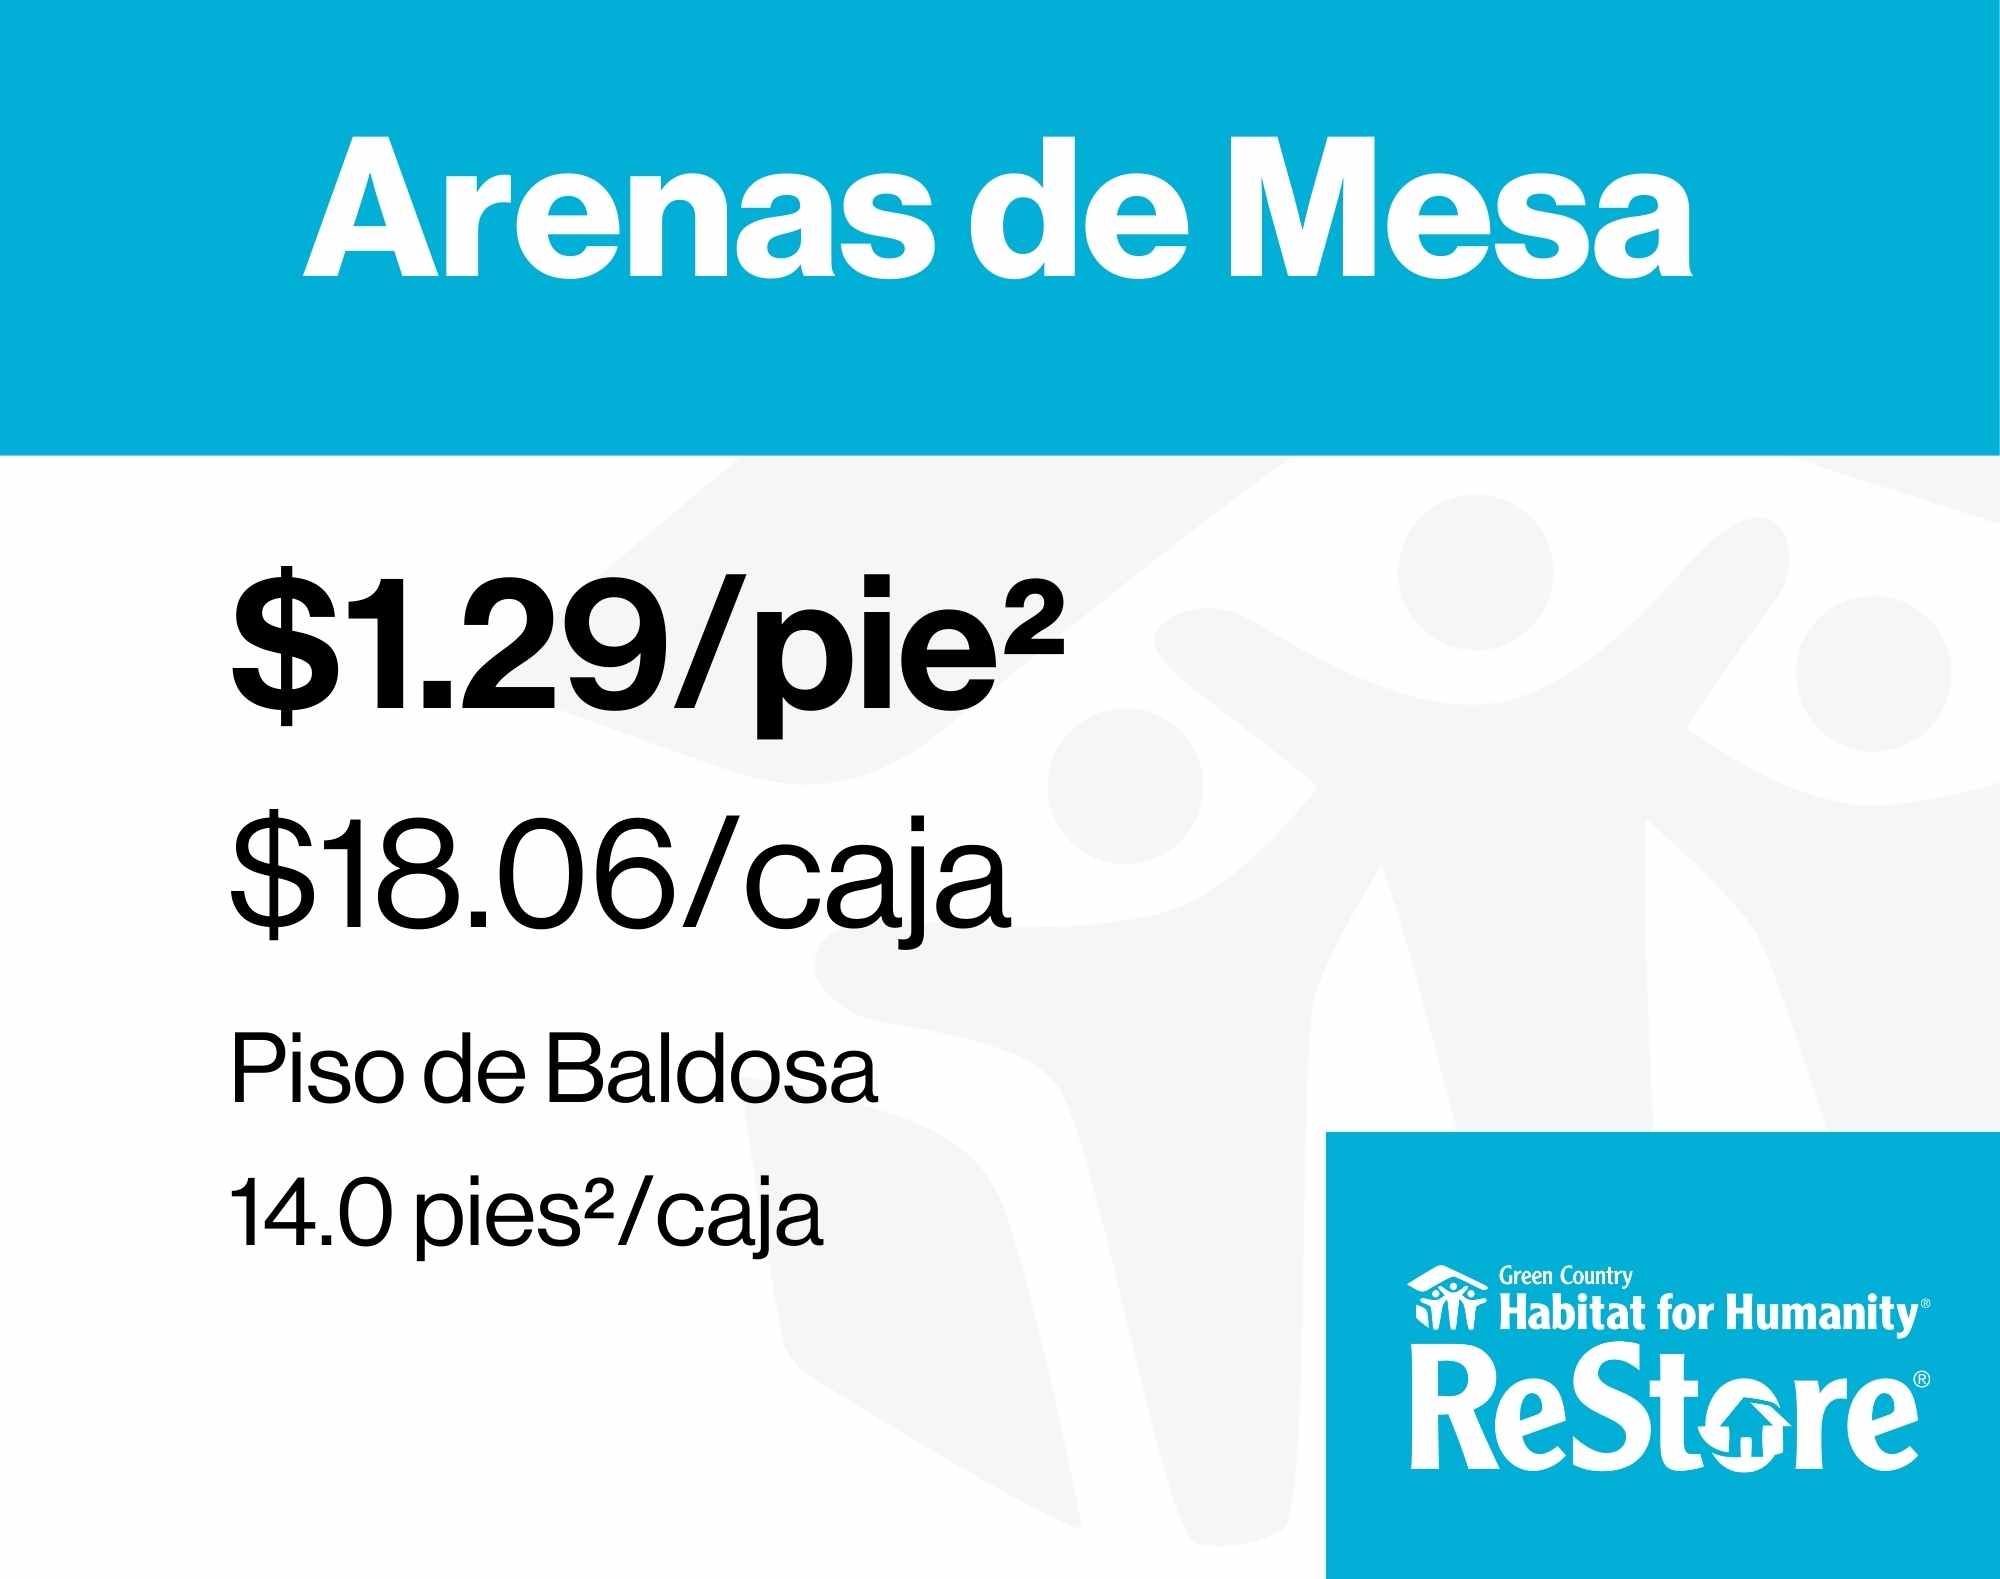 Arenas de Mesa
$1.29/pie²
$18.06/caja
Piso de Baldosa
14.0 pies²/caja
Green Country
Habitat for Humanity®
ReStore®